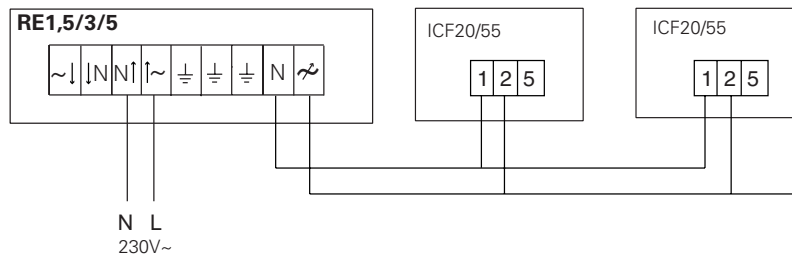 RE1,5/3/5
~↓ ↓N N↑ ↑~ ⏚ ⏚ ⏚ N
ICF20/55
1 2 5
ICF20/55
1 2 5
N L
230V~